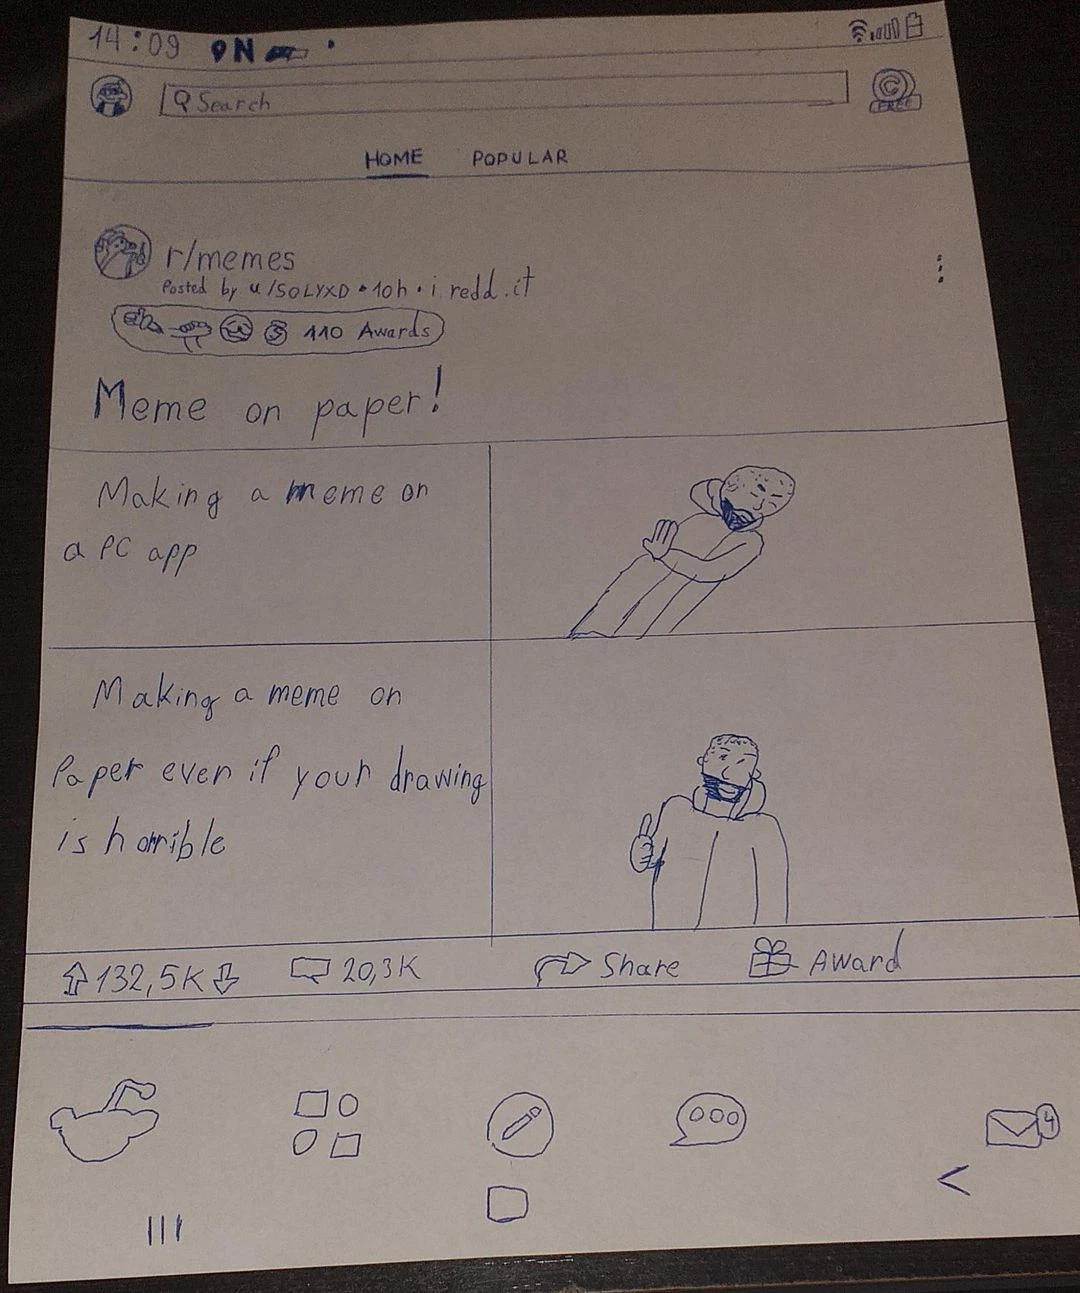 14:09 N
Search
C
FREE
HOME POPULAR
r/memes
Posted by u/SOLYXD • 10h • i.redd.it
110 Awards
Meme on paper!
Making a meme on
a PC app
Making a meme on
Paper even if your drawing
is horrible
132,5K 20,3K Share Award
4